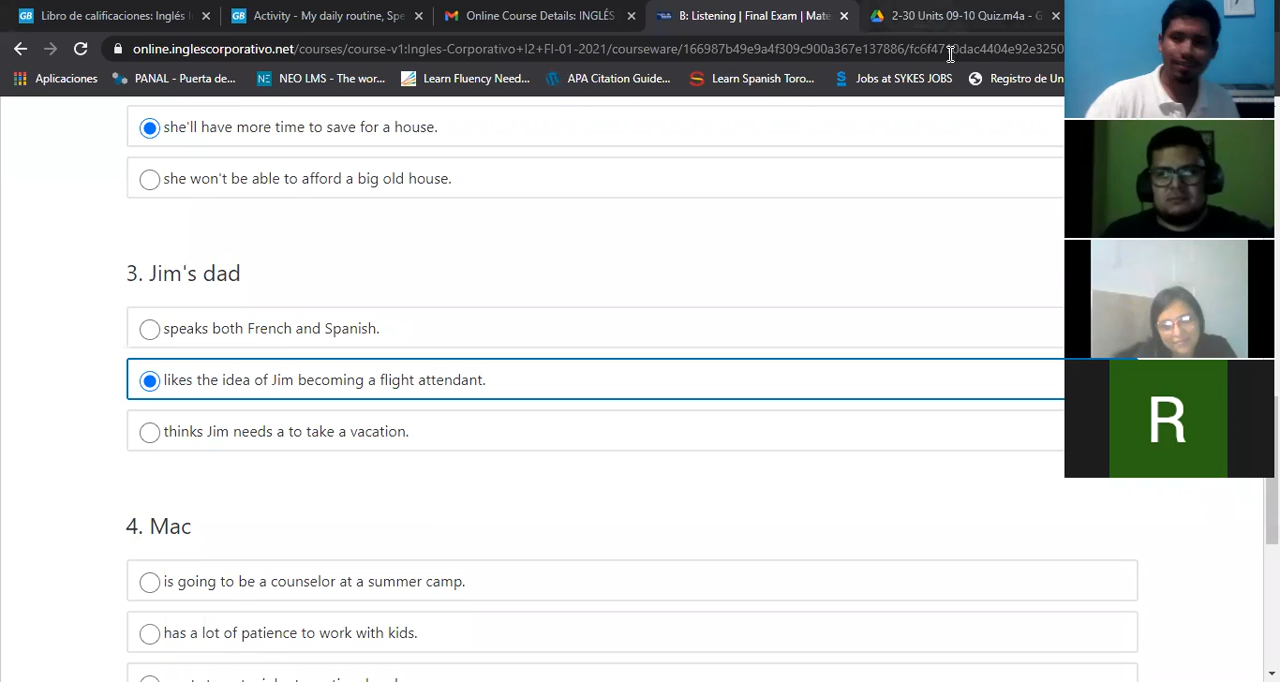 Libro de calificaciones: Inglés I
Activity - My daily routine, Spe
Online Course Details: INGLÉS
B: Listening | Final Exam | Mate
2-30 Units 09-10 Quiz.m4a - G
online.inglescorporativo.net/courses/course-v1:Ingles-Corporativo+I2+FI-01-2021/courseware/166987b49e9a4f309c900a367e137886/
Aplicaciones
PANAL - Puerta de...
NEO LMS - The wor...
Learn Fluency Need...
APA Citation Guide...
Learn Spanish Toro...
Jobs at SYKES JOBS
Registro de Un
she'll have more time to save for a house.
she won't be able to afford a big old house.
3. Jim's dad
speaks both French and Spanish.
likes the idea of Jim becoming a flight attendant.
thinks Jim needs a to take a vacation.
R
4. Mac
is going to be a counselor at a summer camp.
has a lot of patience to work with kids.